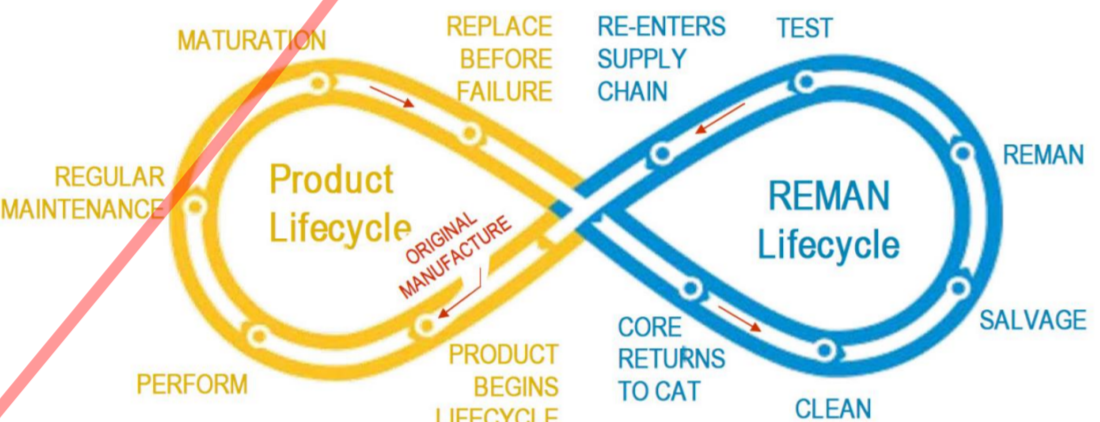 MATURATION
REPLACE
BEFORE
FAILURE
RE-ENTERS
SUPPLY
CHAIN
TEST
REGULAR
MAINTENANCE
Product
Lifecycle
ORIGINAL
MANUFACTURE
REMAN
Lifecycle
REMAN
SALVAGE
PERFORM
PRODUCT
BEGINS
LIFECYCLE
CORE
RETURNS
TO CAT
CLEAN